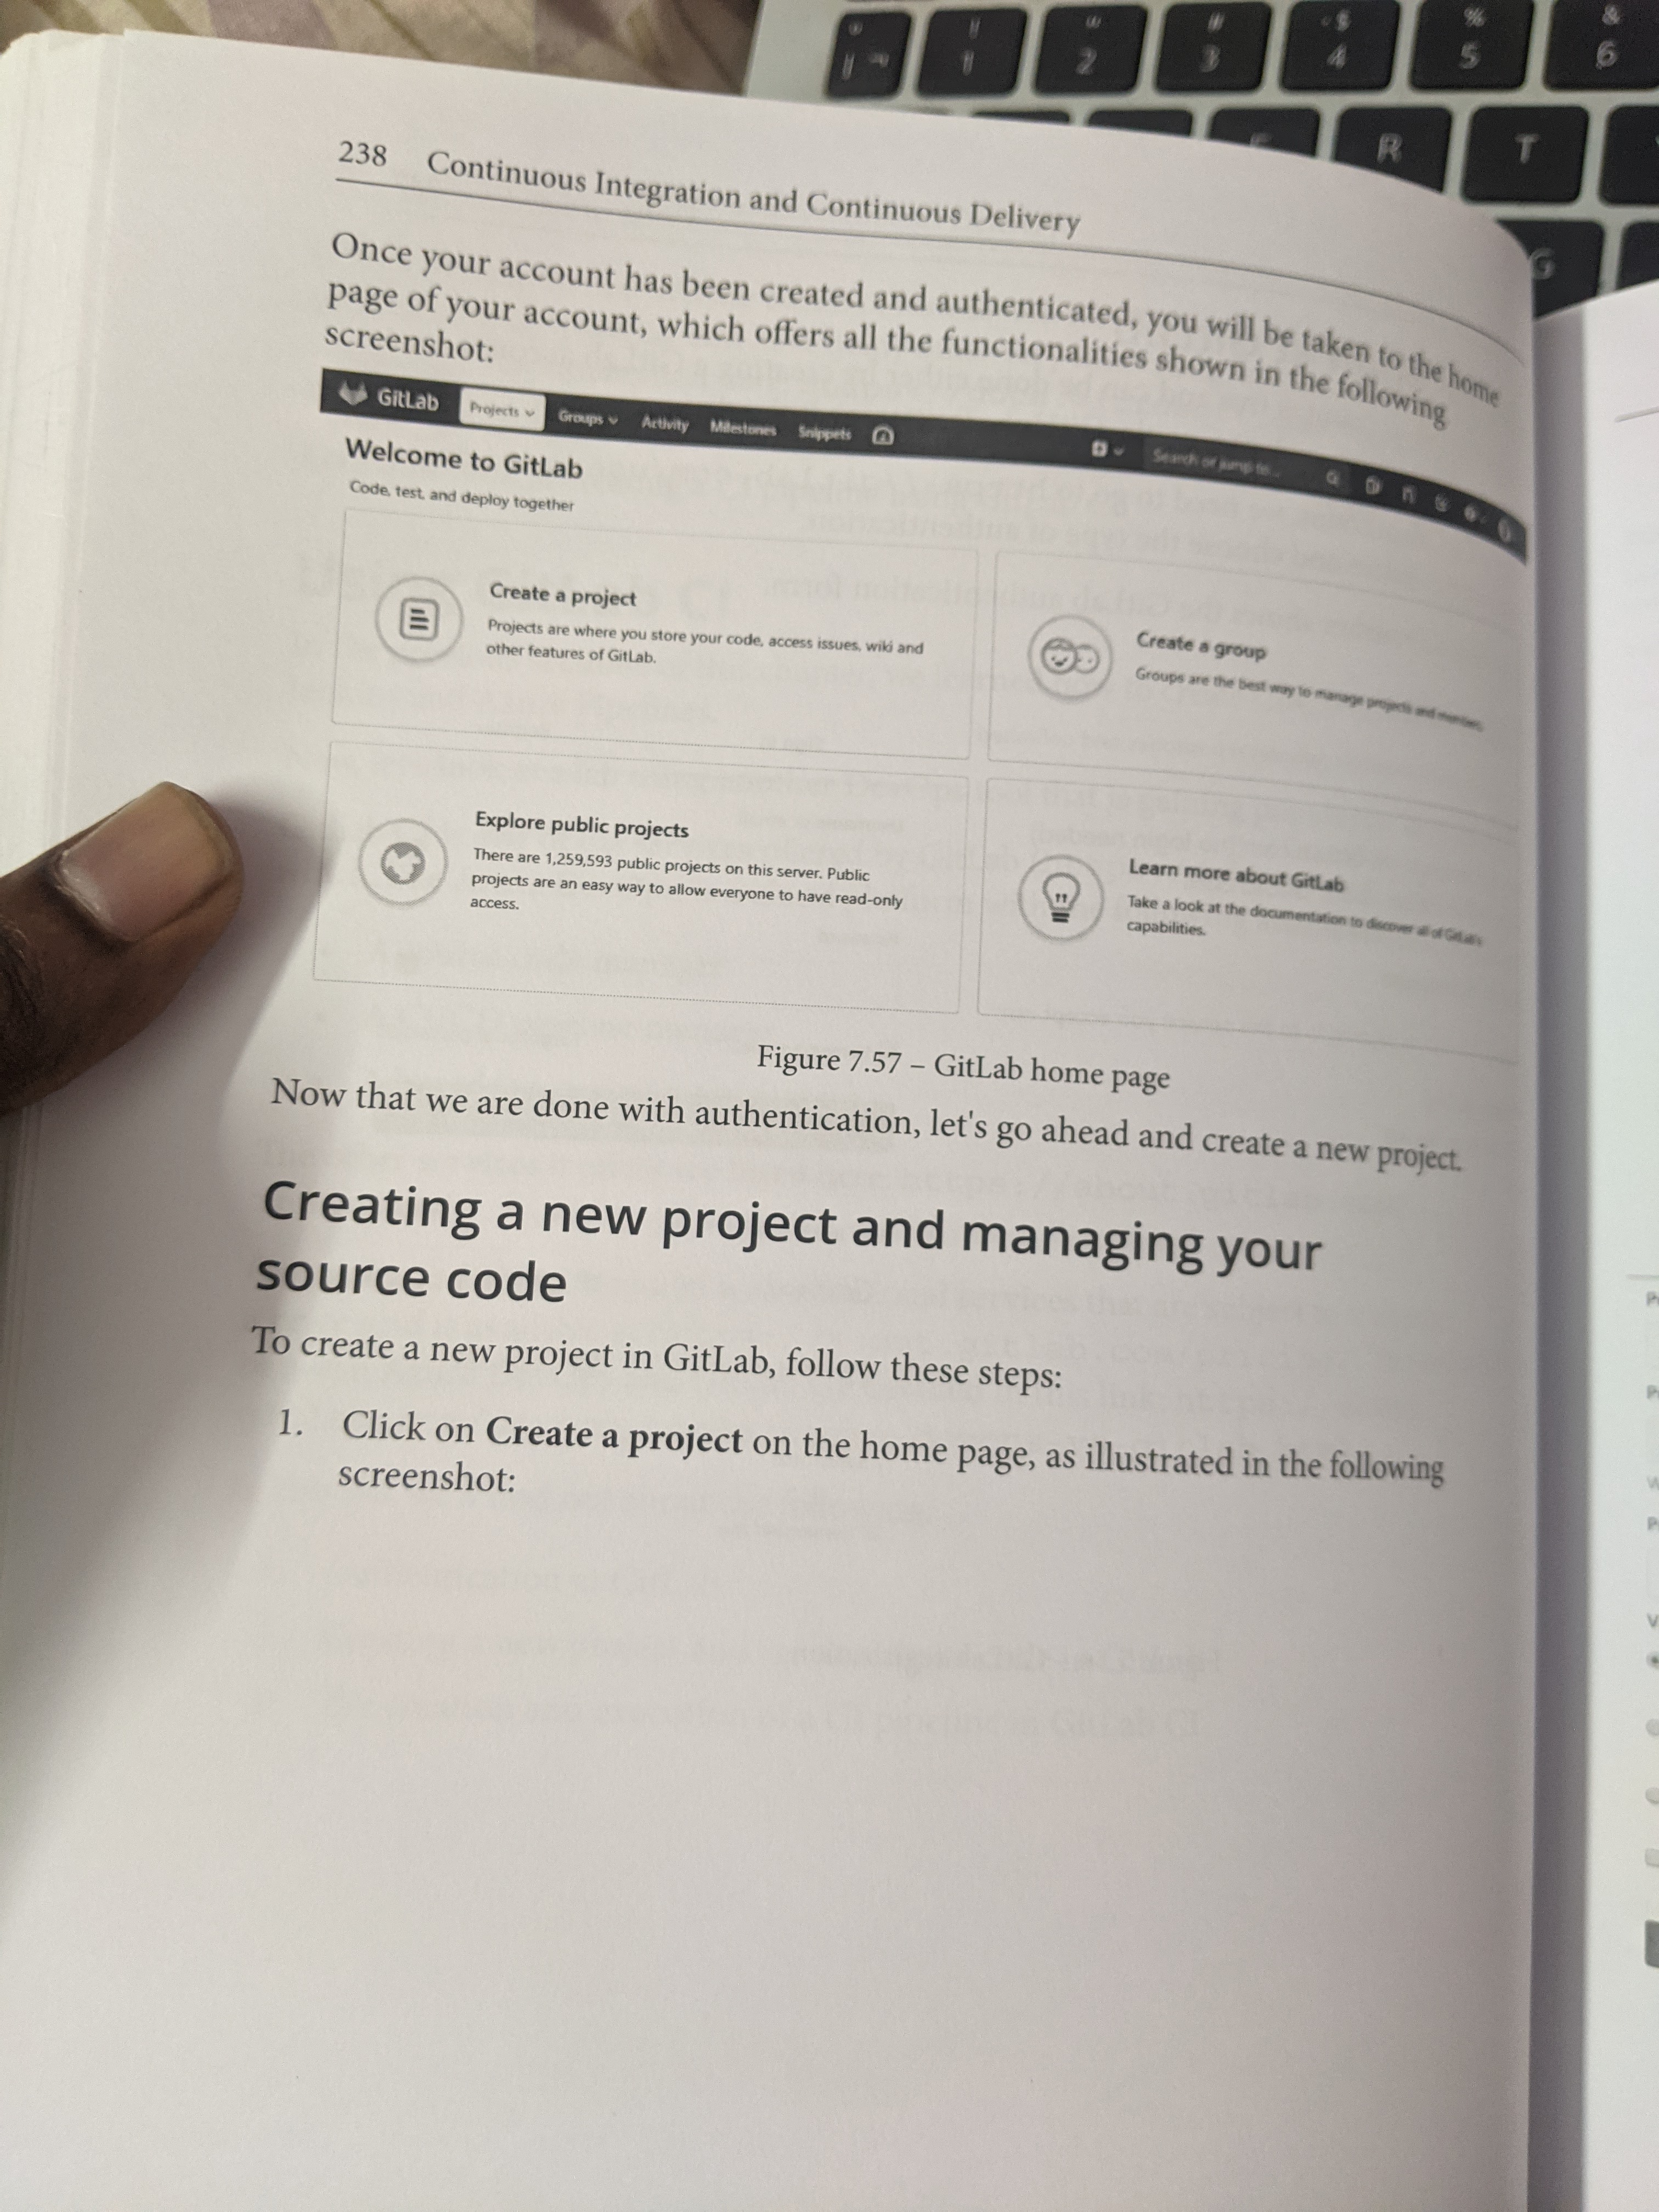 238 Continuous Integration and Continuous Delivery
Once your account has been created and authenticated, you will be taken to the home
page of your account, which offers all the functionalities shown in the following
screenshot:
GitLab Projects Groups Activity Milestones Snippets Search or jump to...
Welcome to GitLab
Code, test, and deploy together
Create a project
Projects are where you store your code, access issues, wiki and
other features of GitLab.
Create a group
Groups are the best way to manage projects and
Explore public projects
There are 1,259,593 public projects on this server. Public
projects are an easy way to allow everyone to have read-only
access.
Learn more about GitLab
Take a look at the documentation to discover all of GitLab's
capabilities.
Figure 7.57 – GitLab home page
Now that we are done with authentication, let's go ahead and create a new project.
Creating a new project and managing your
source code
To create a new project in GitLab, follow these steps:
1. Click on Create a project on the home page, as illustrated in the following
screenshot:
1 2 3 $ 4 % 5 & 6
R T
G